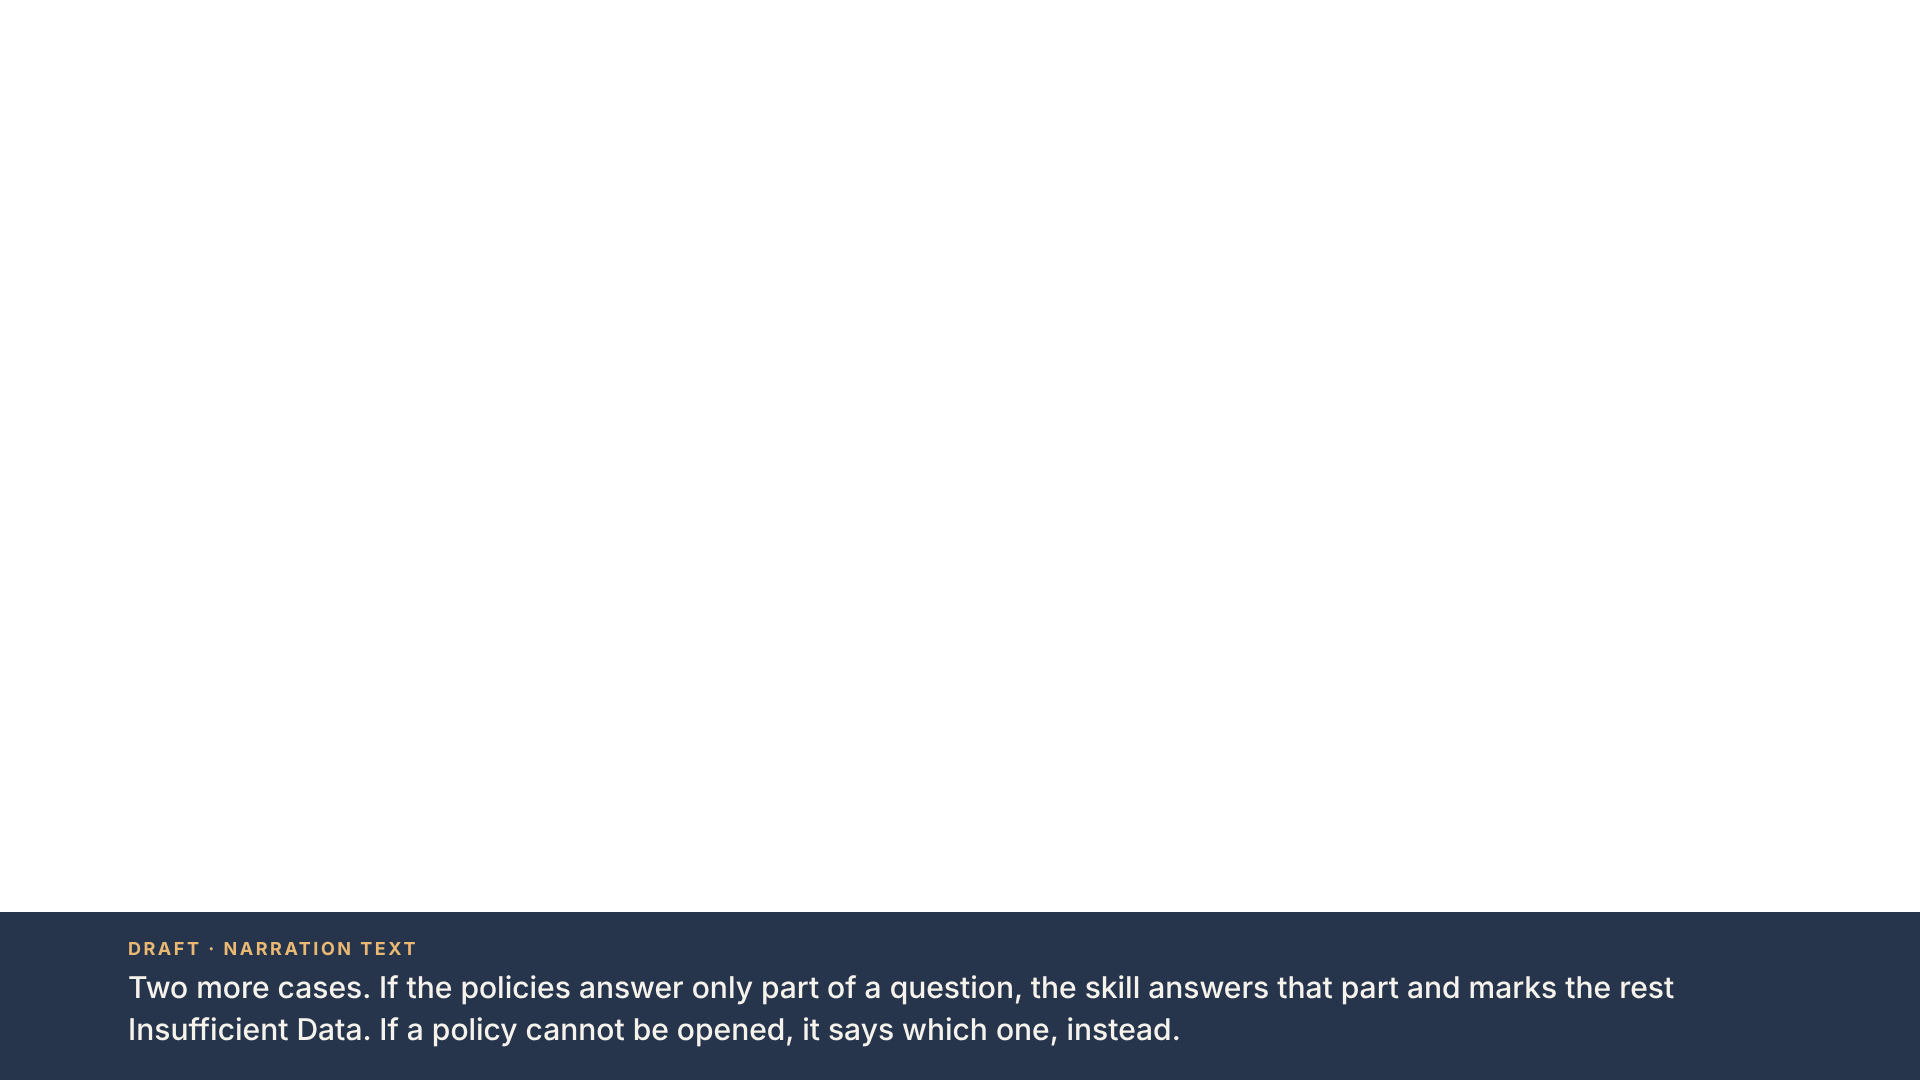 DRAFT · NARRATION TEXT
Two more cases. If the policies answer only part of a question, the skill answers that part and marks the rest
Insufficient Data. If a policy cannot be opened, it says which one, instead.